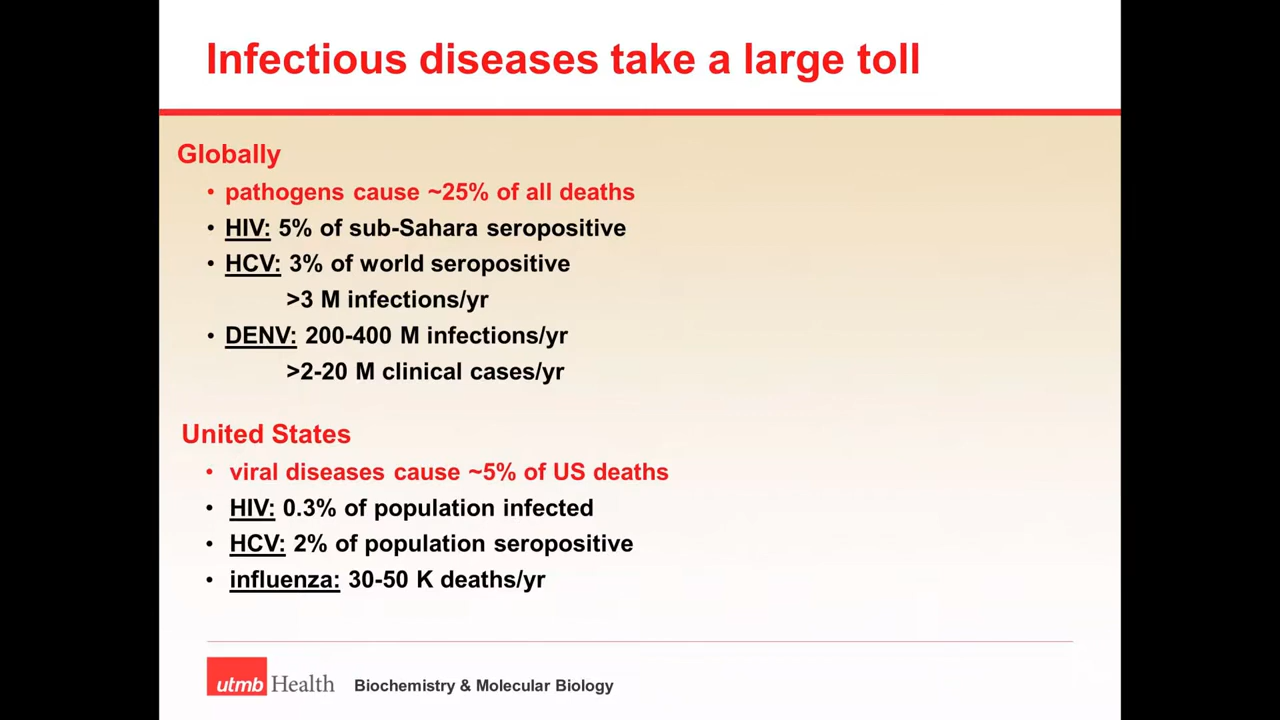 Infectious diseases take a large toll
Globally
• pathogens cause ~25% of all deaths
• HIV: 5% of sub-Sahara seropositive
• HCV: 3% of world seropositive
>3 M infections/yr
• DENV: 200-400 M infections/yr
>2-20 M clinical cases/yr
United States
• viral diseases cause ~5% of US deaths
• HIV: 0.3% of population infected
• HCV: 2% of population seropositive
• influenza: 30-50 K deaths/yr
utmb Health Biochemistry & Molecular Biology